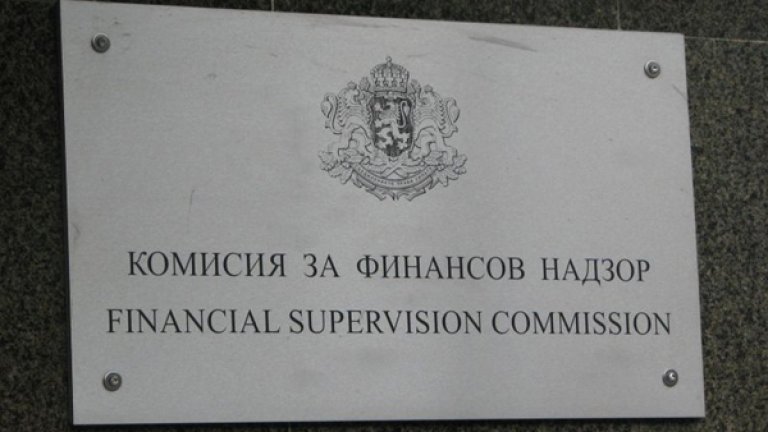 КОМИСИЯ ЗА ФИНАНСОВ НАДЗОР
FINANCIAL SUPERVISION COMMISSION